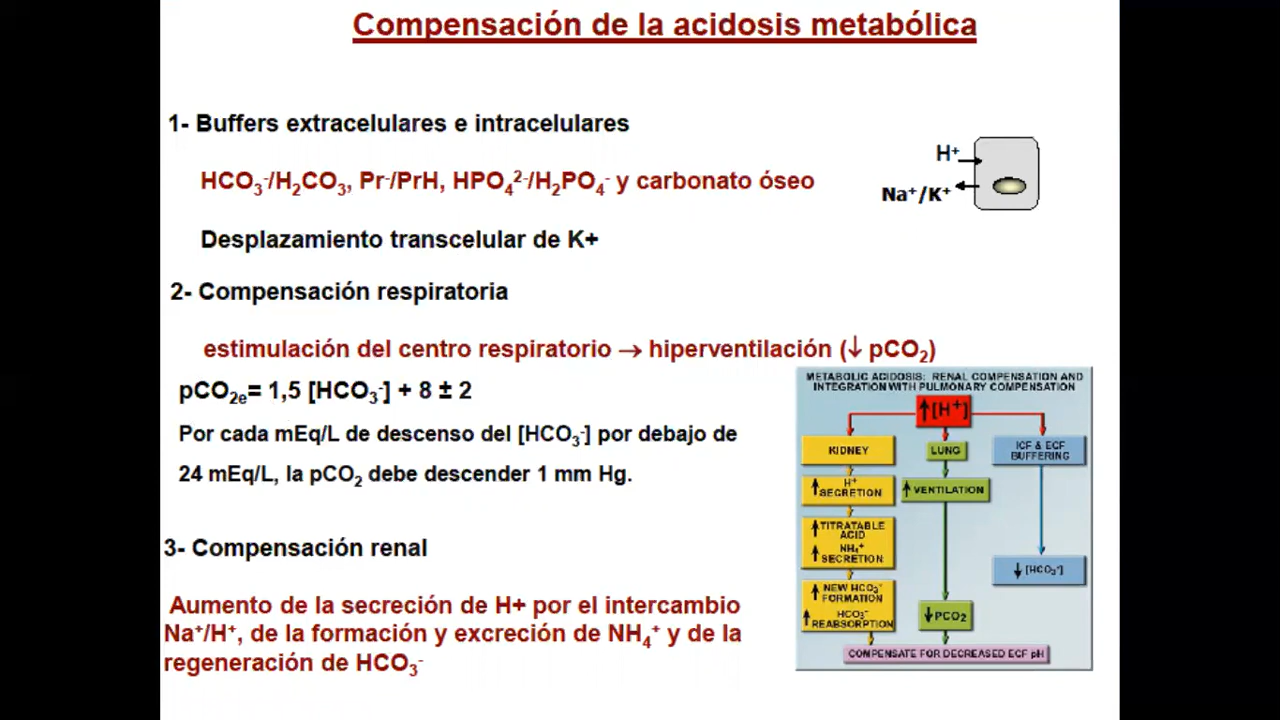 Compensación de la acidosis metabólica
1- Buffers extracelulares e intracelulares
HCO₃⁻/H₂CO₃, Pr⁻/PrH, HPO₄²⁻/H₂PO₄⁻ y carbonato óseo
H⁺
Na⁺/K⁺
Desplazamiento transcelular de K+
2- Compensación respiratoria
estimulación del centro respiratorio → hiperventilación (↓ pCO₂)
pCO₂ₑ= 1,5 [HCO₃⁻] + 8 ± 2
Por cada mEq/L de descenso del [HCO₃⁻] por debajo de
24 mEq/L, la pCO₂ debe descender 1 mm Hg.
3- Compensación renal
Aumento de la secreción de H+ por el intercambio
Na⁺/H⁺, de la formación y excreción de NH₄⁺ y de la
regeneración de HCO₃⁻
METABOLIC ACIDOSIS: RENAL COMPENSATION AND
INTEGRATION WITH PULMONARY COMPENSATION
↑[H⁺]
KIDNEY
↑ H⁺
SECRETION
↑ TITRATABLE
ACID
↑ NH₄⁺
SECRETION
↑ NEW HCO₃⁻
FORMATION
↑ HCO₃⁻
REABSORPTION
LUNG
↑ VENTILATION
↓ PCO₂
ICF & ECF
BUFFERING
↓ [HCO₃⁻]
COMPENSATE FOR DECREASED ECF pH